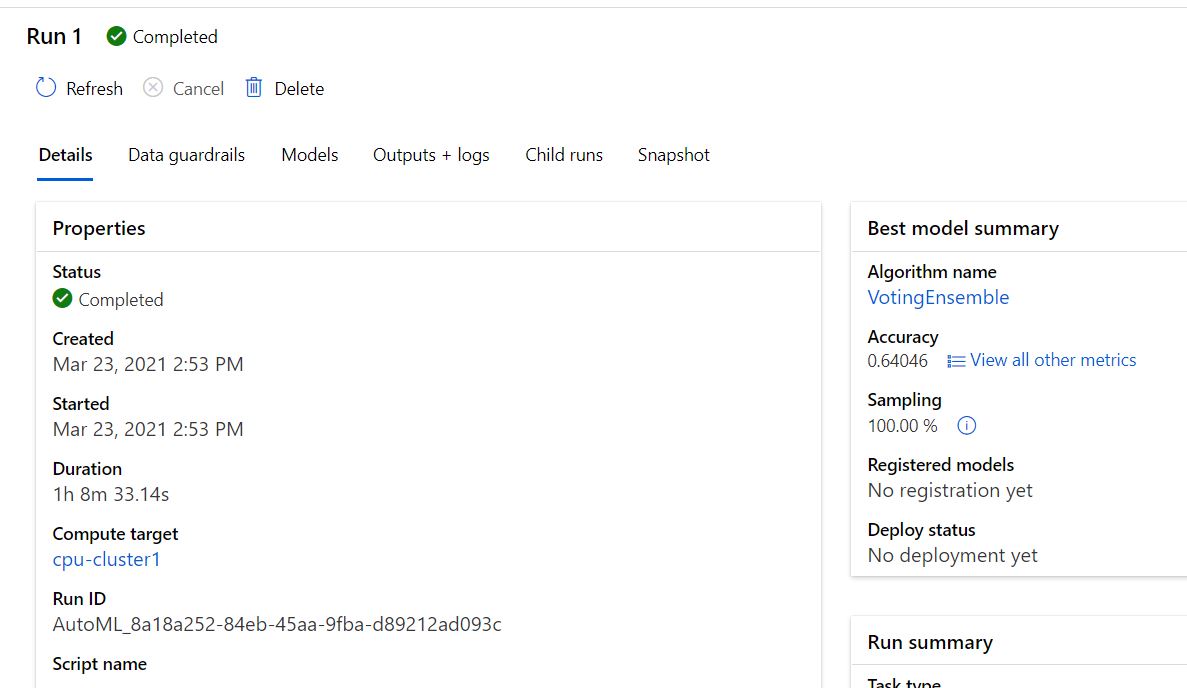 Run 1 Completed
Refresh Cancel Delete
Details Data guardrails Models Outputs + logs Child runs Snapshot
Properties
Status
Completed
Created
Mar 23, 2021 2:53 PM
Started
Mar 23, 2021 2:53 PM
Duration
1h 8m 33.14s
Compute target
cpu-cluster1
Run ID
AutoML_8a18a252-84eb-45aa-9fba-d89212ad093c
Script name
Best model summary
Algorithm name
VotingEnsemble
Accuracy
0.64046 View all other metrics
Sampling
100.00 %
Registered models
No registration yet
Deploy status
No deployment yet
Run summary
Task type